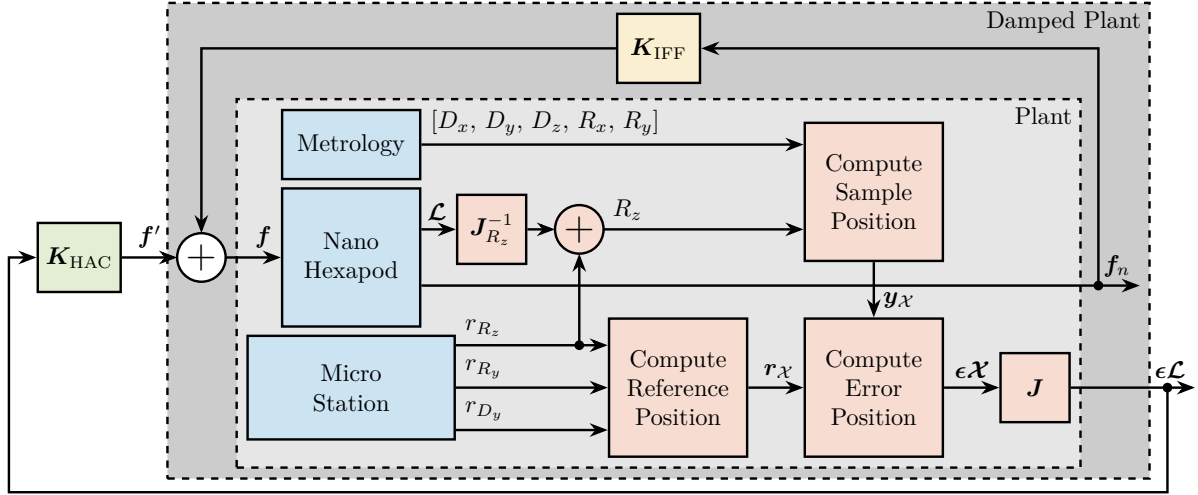 Damped Plant
K_IFF
Plant
Metrology
[D_x, D_y, D_z, R_x, R_y]
Compute
Sample
Position
K_HAC
f′
+
f
Nano
Hexapod
𝓛
J_{R_z}^{-1}
+
R_z
f_n
y_𝒳
Micro
Station
r_{R_z}
r_{R_y}
r_{D_y}
Compute
Reference
Position
r_𝒳
Compute
Error
Position
ϵ𝒳
J
ϵ𝓛